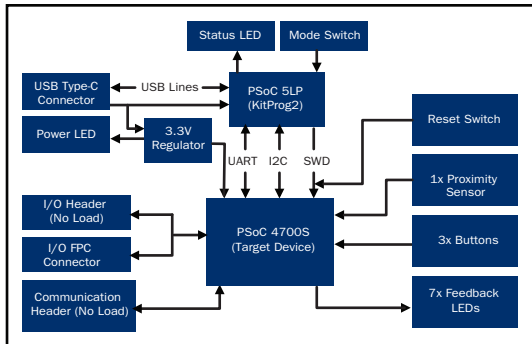 Status LED
Mode Switch
USB Type-C
Connector
USB Lines
PSoC 5LP
(KitProg2)
Power LED
3.3V
Regulator
Reset Switch
UART
I2C
SWD
1x Proximity
Sensor
I/O Header
(No Load)
PSoC 4700S
(Target Device)
3x Buttons
I/O FPC
Connector
Communication
Header (No Load)
7x Feedback
LEDs